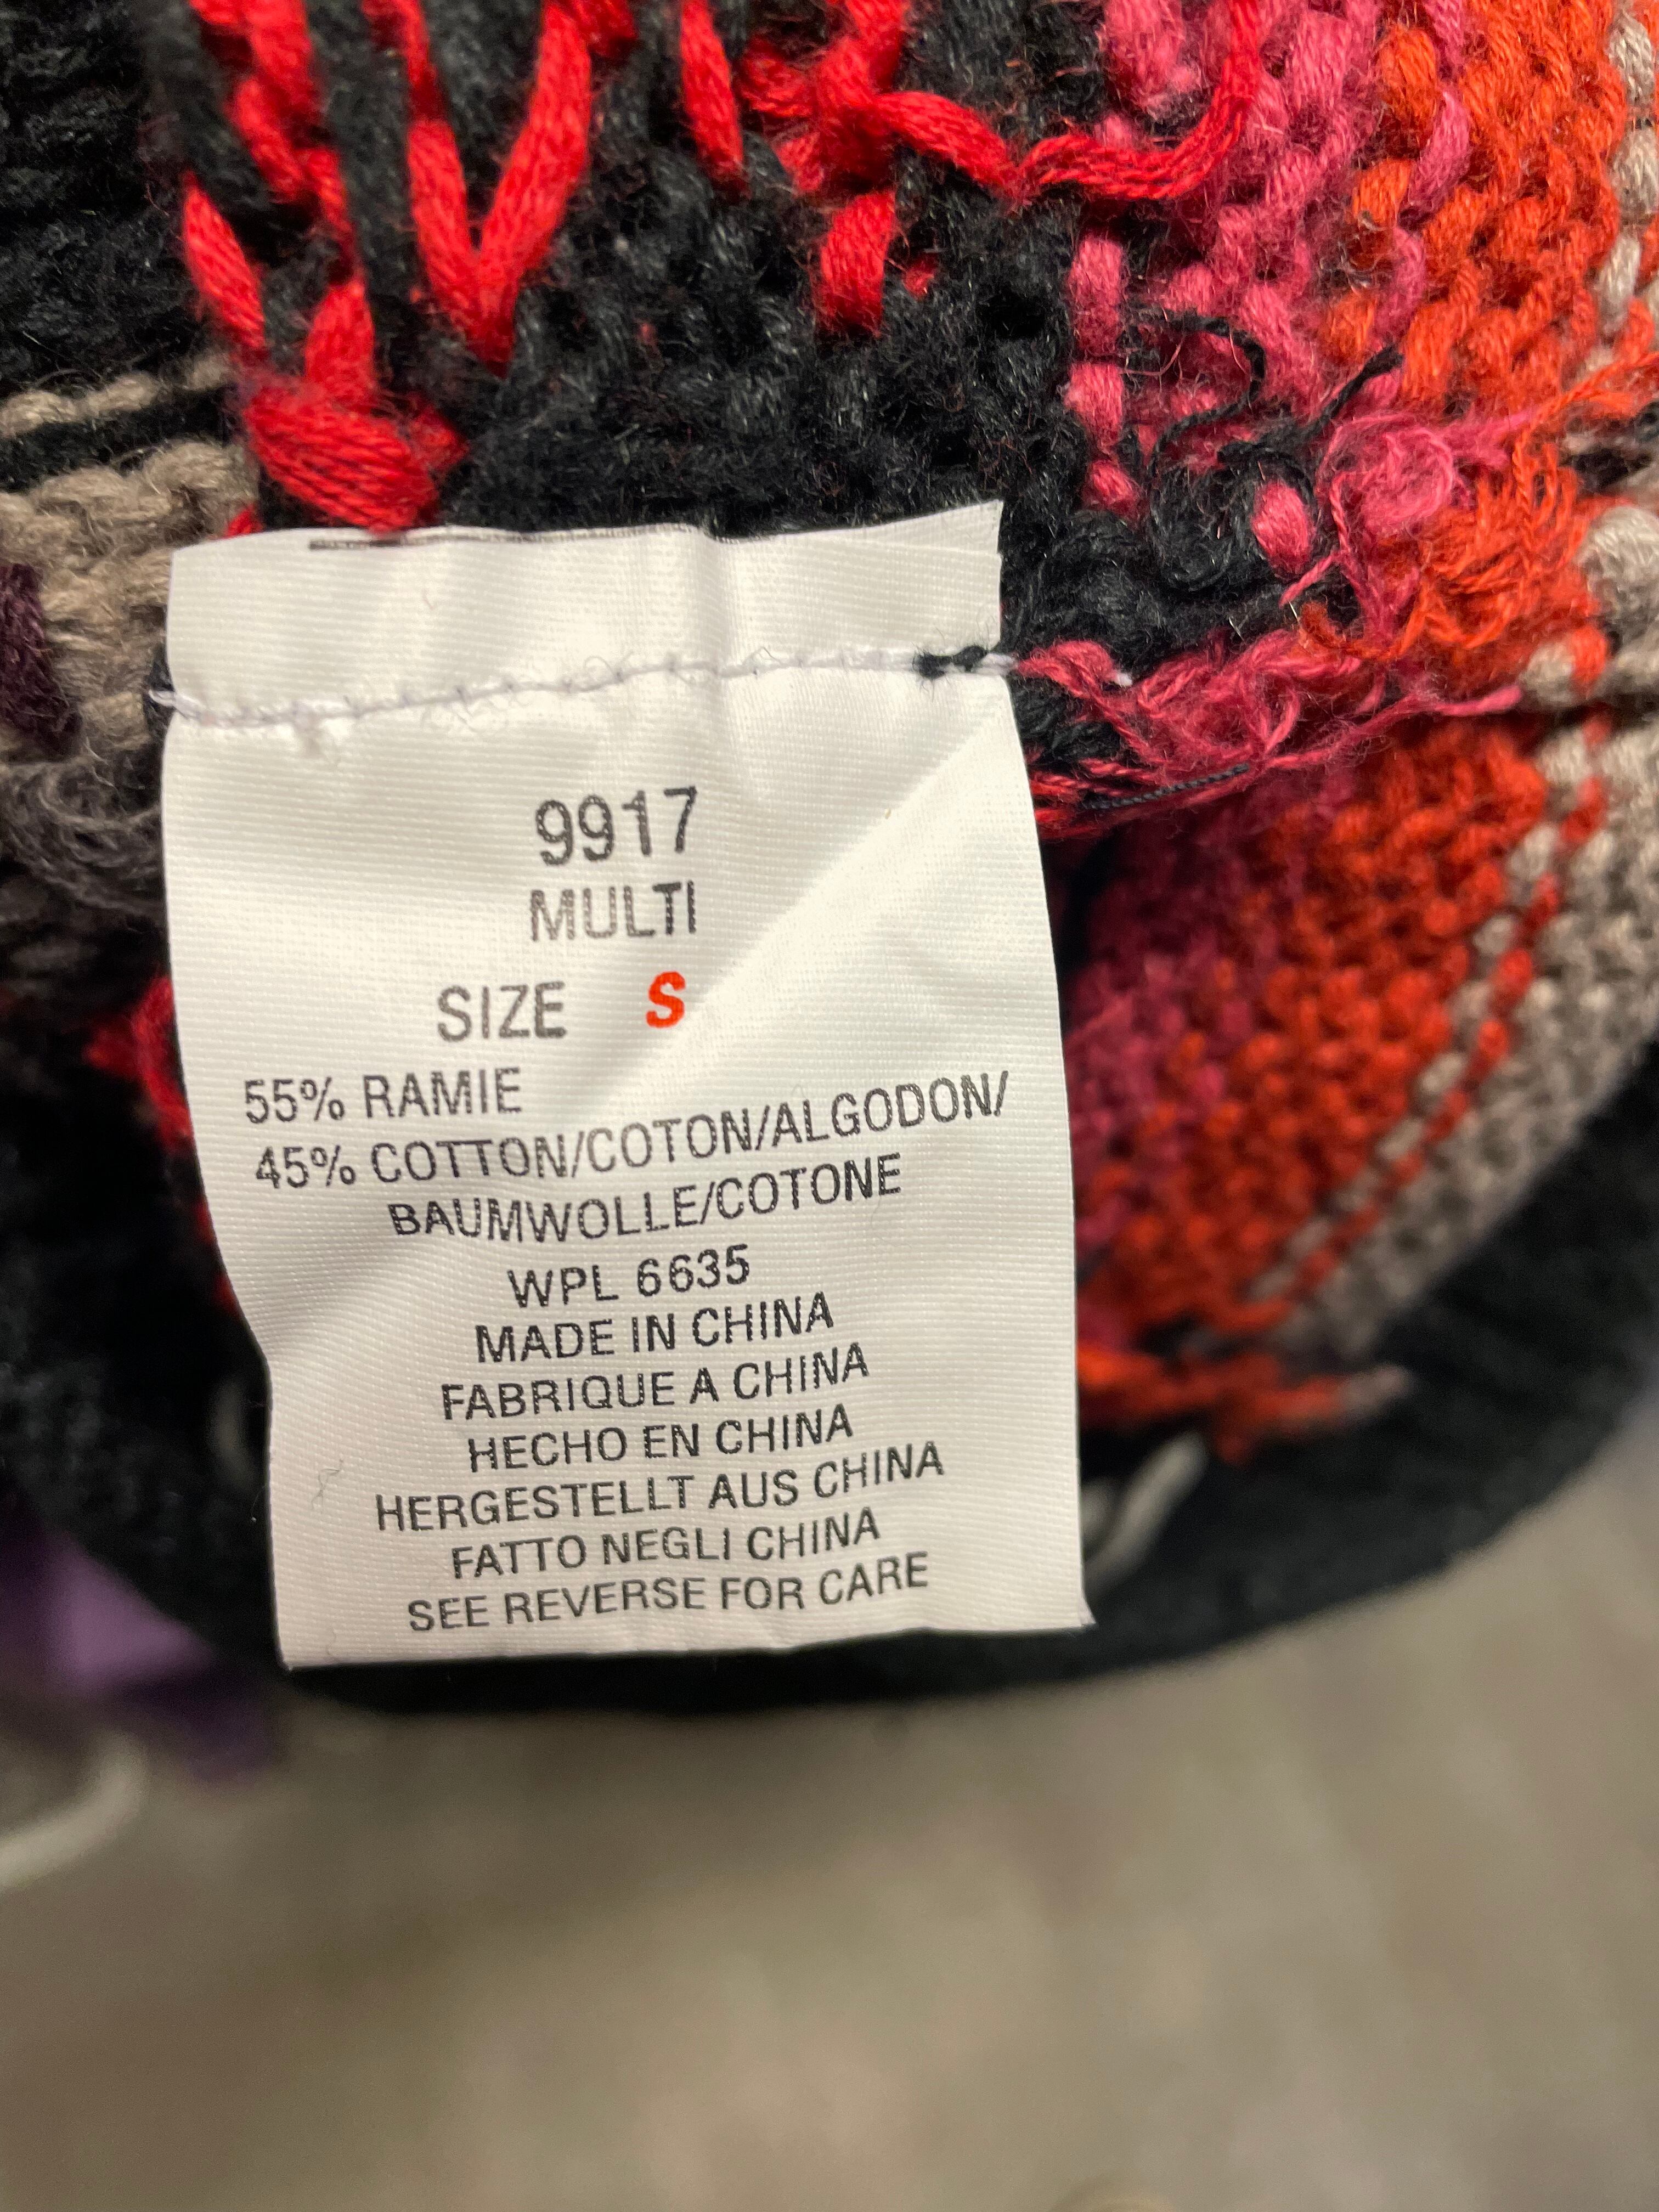 9917
MULTI
SIZE S
55% RAMIE
45% COTTON/COTON/ALGODON/
BAUMWOLLE/COTONE
WPL 6635
MADE IN CHINA
FABRIQUE A CHINA
HECHO EN CHINA
HERGESTELLT AUS CHINA
FATTO NEGLI CHINA
SEE REVERSE FOR CARE